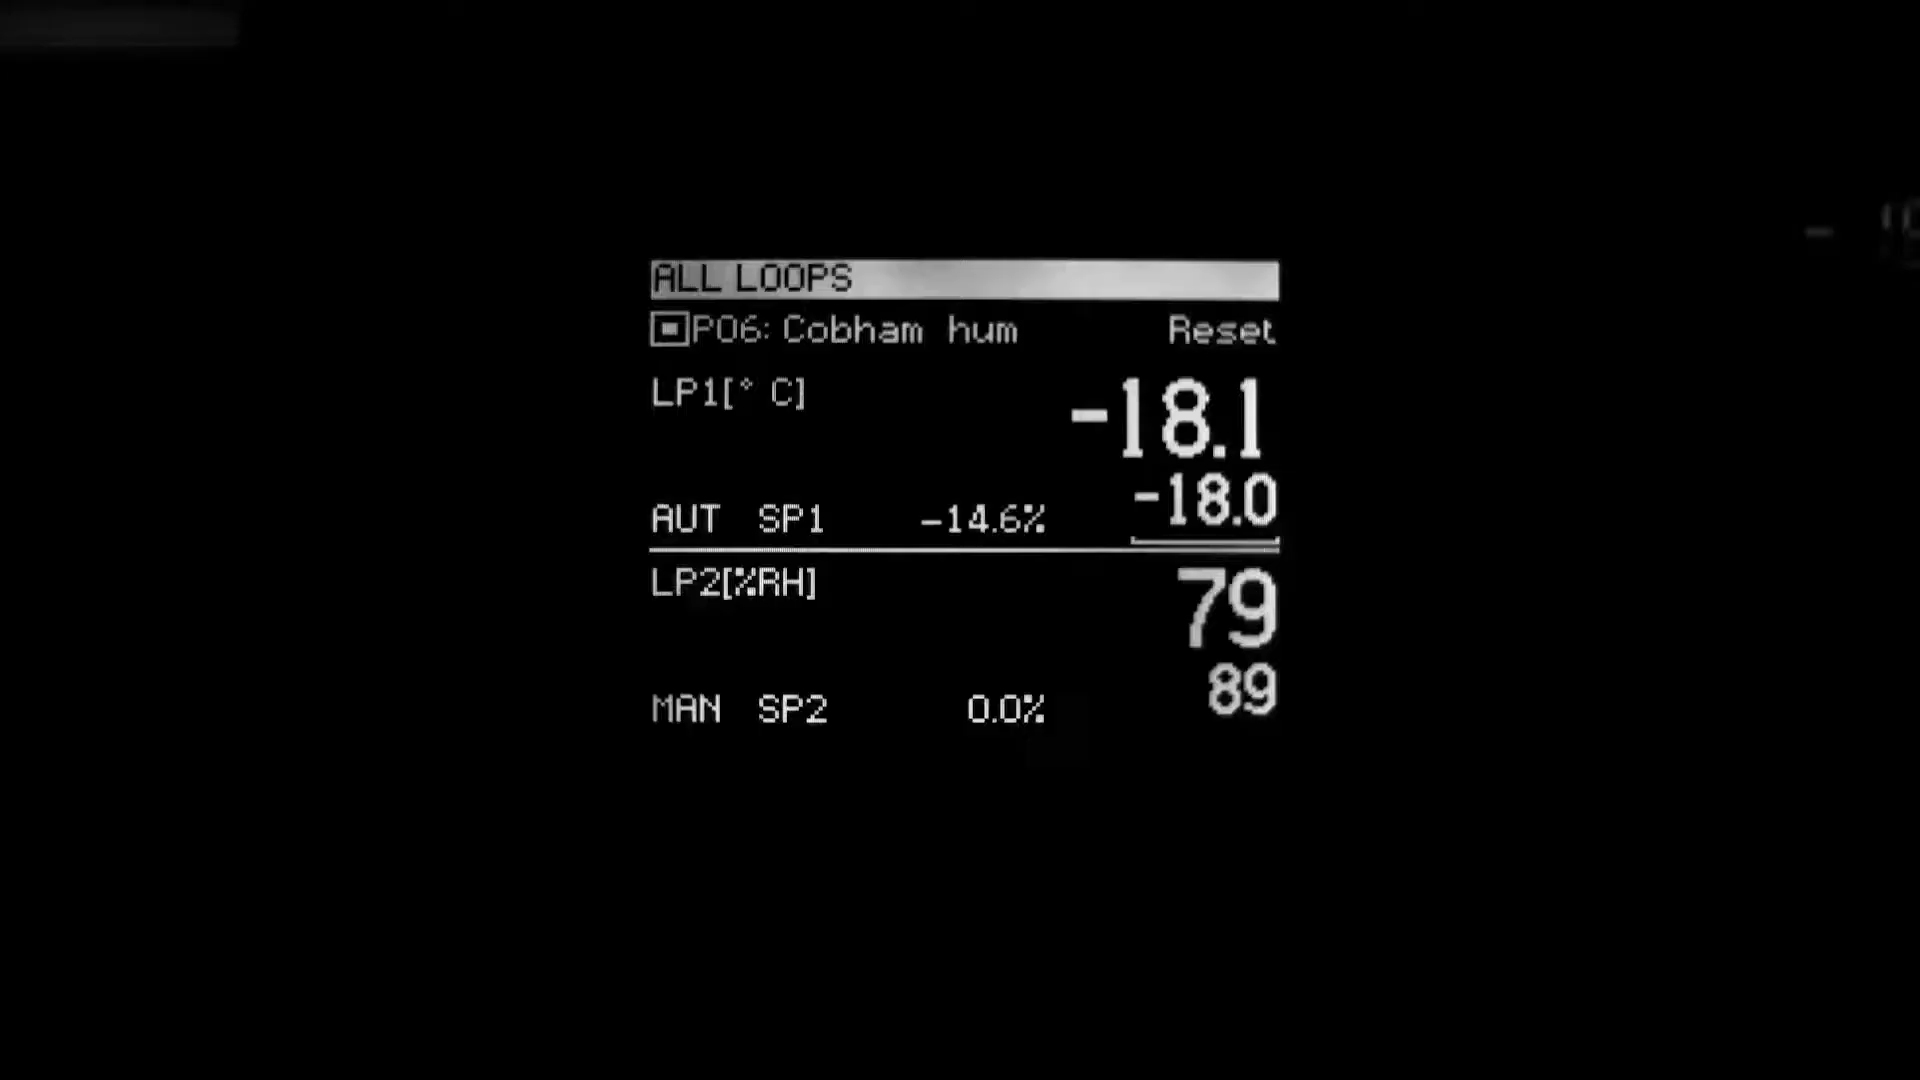 ALL LOOPS
P06: Cobham hum Reset
LP1[° C] -18.1
-18.0
AUT SP1 -14.6%
LP2[%RH] 79
89
MAN SP2 0.0%